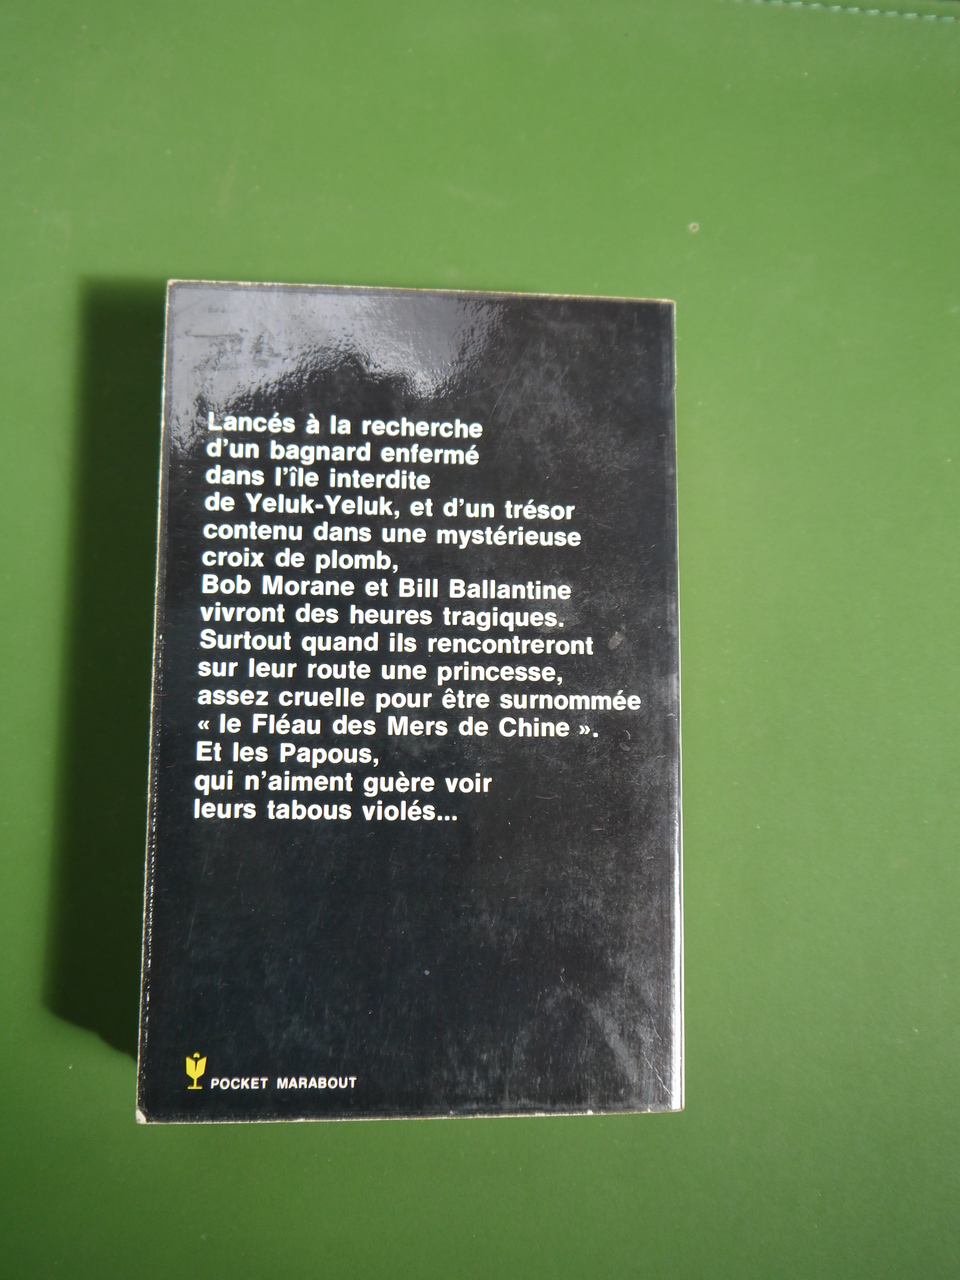 Lancés à la recherche
d'un bagnard enfermé
dans l'île interdite
de Yeluk-Yeluk, et d'un trésor
contenu dans une mystérieuse
croix de plomb,
Bob Morane et Bill Ballantine
vivront des heures tragiques.
Surtout quand ils rencontreront
sur leur route une princesse,
assez cruelle pour être surnommée
« le Fléau des Mers de Chine ».
Et les Papous,
qui n'aiment guère voir
leurs tabous violés...
POCKET MARABOUT